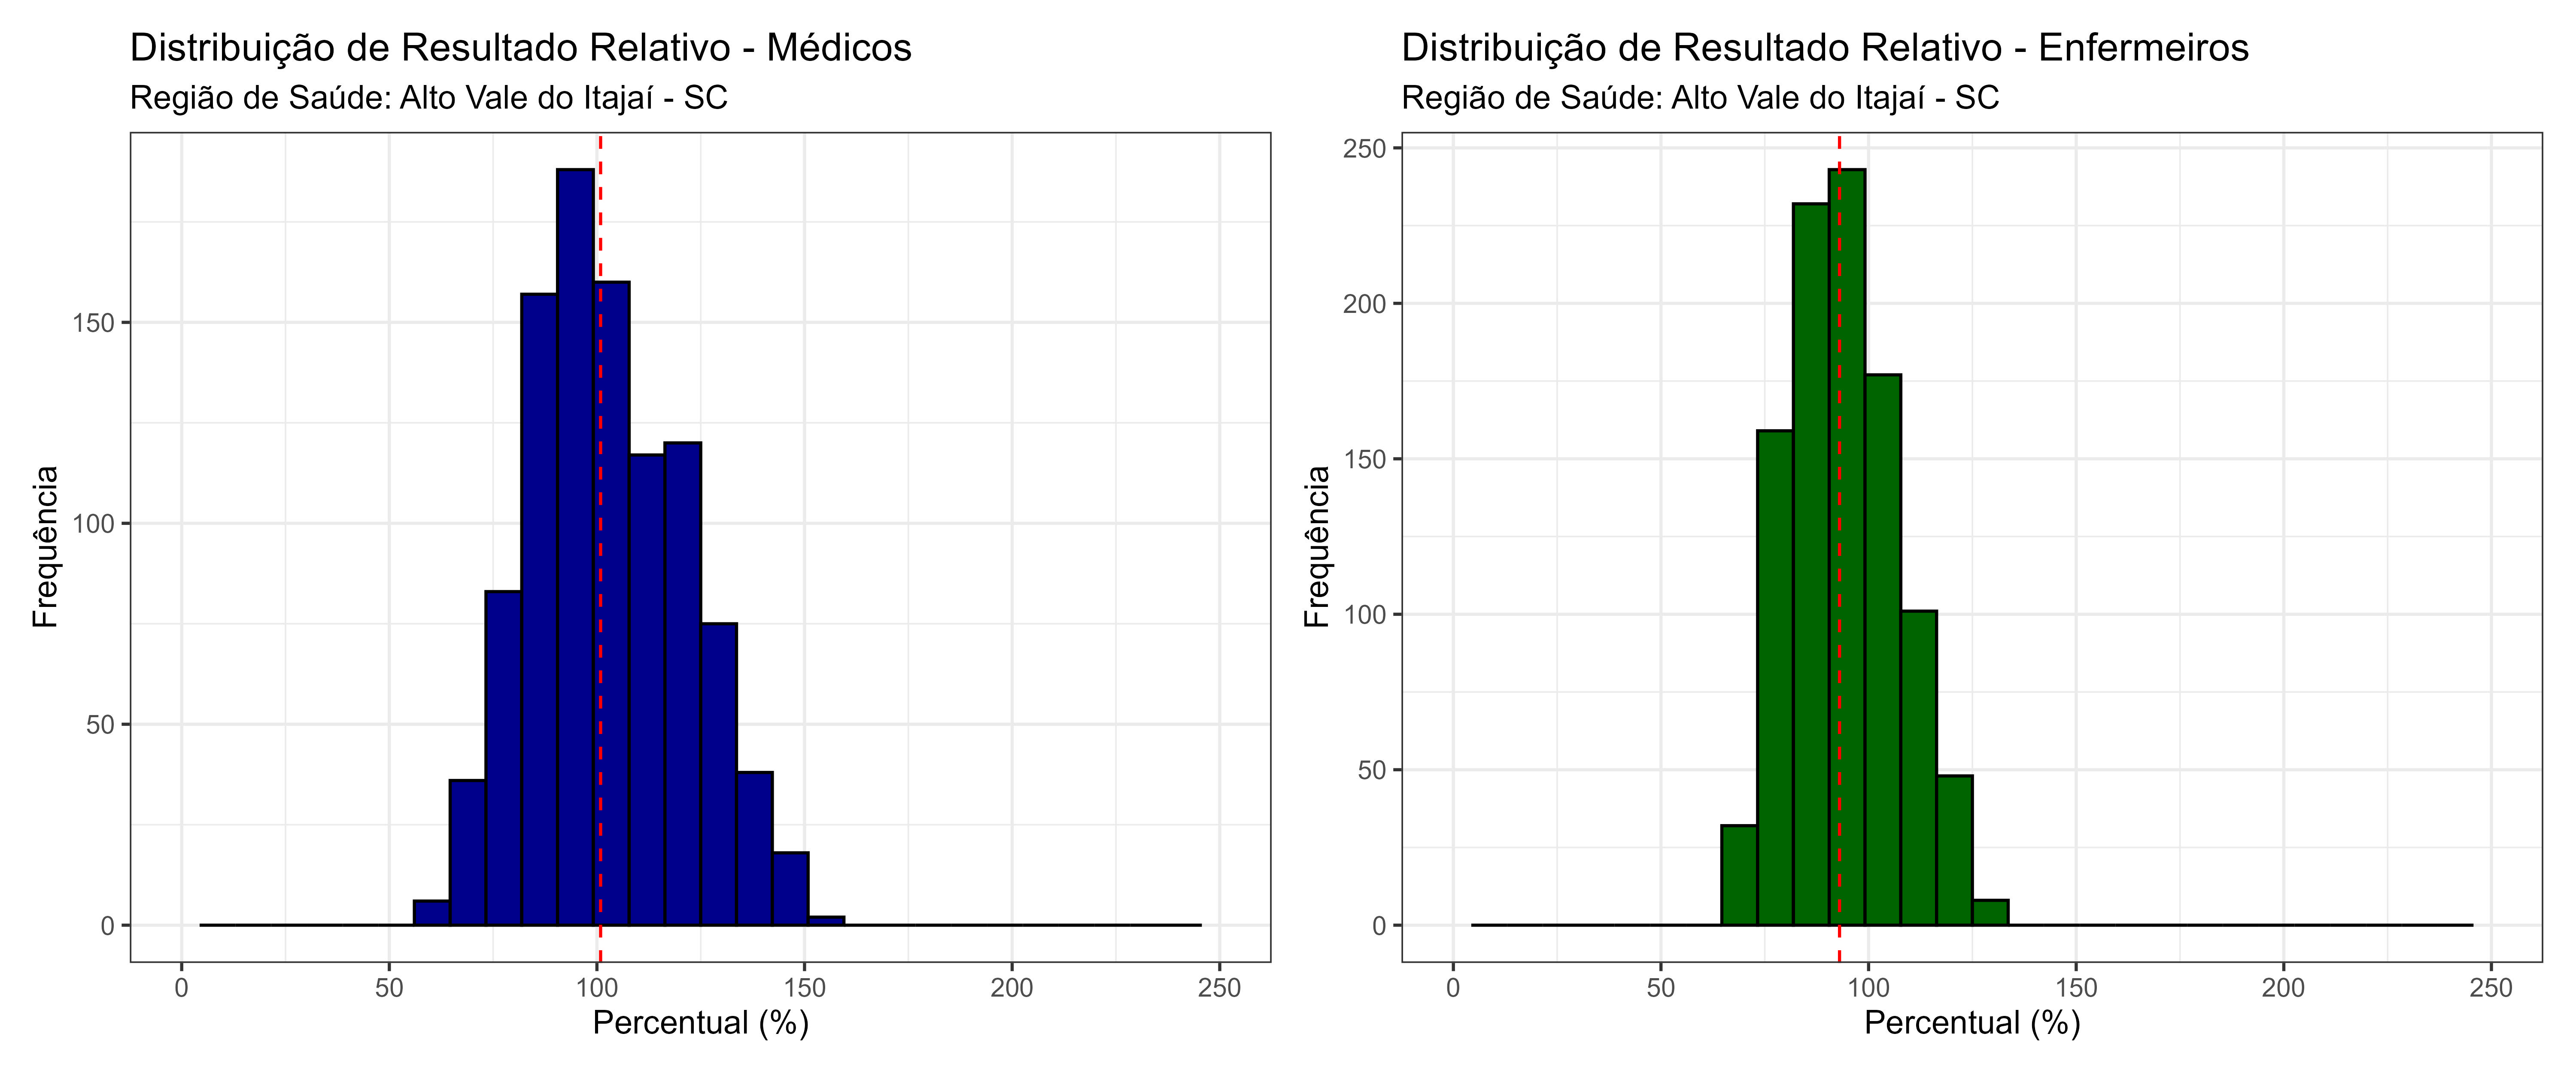 Distribuição de Resultado Relativo - Médicos
Região de Saúde: Alto Vale do Itajaí - SC
Frequência
150
100
50
0
0 50 100 150 200 250
Percentual (%)
Distribuição de Resultado Relativo - Enfermeiros
Região de Saúde: Alto Vale do Itajaí - SC
Frequência
250
200
150
100
50
0
0 50 100 150 200 250
Percentual (%)